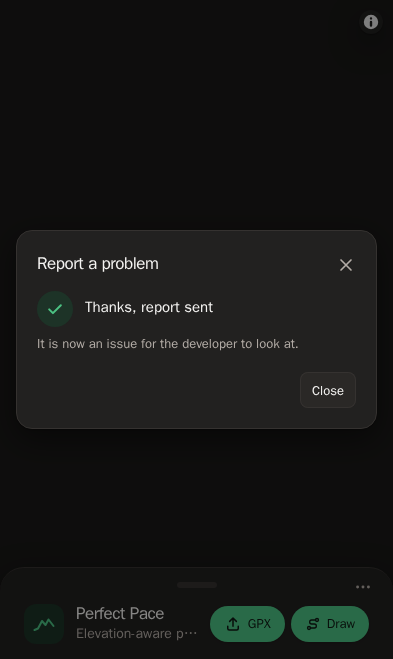 Report a problem
Thanks, report sent
It is now an issue for the developer to look at.
Close
Perfect Pace
Elevation-aware p···
GPX
Draw